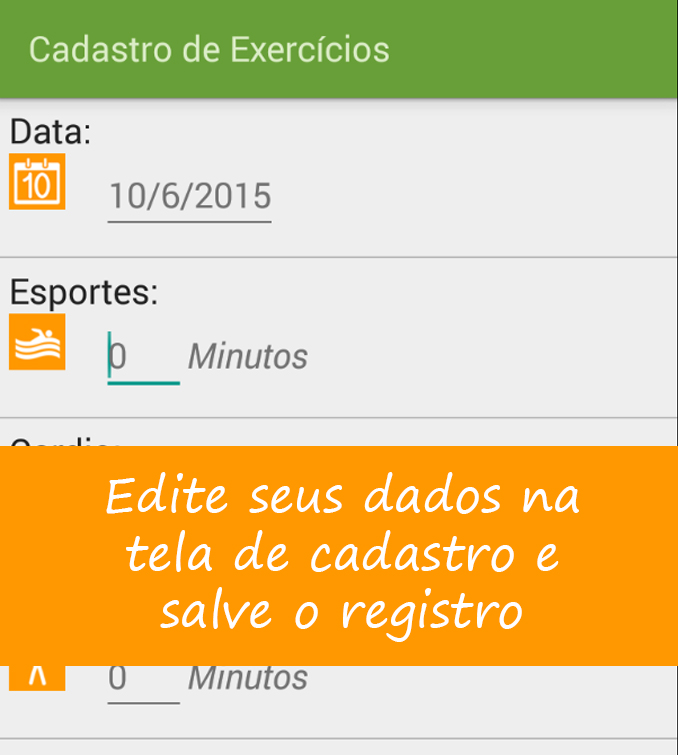 Cadastro de Exercícios
Data:
10
10/6/2015
Esportes:
0 Minutos
Edite seus dados na
tela de cadastro e
salve o registro
0 Minutos